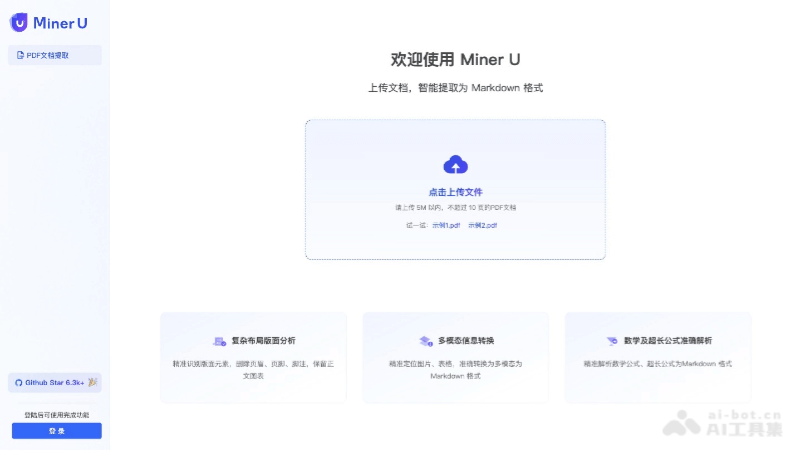 Miner U
PDF文档提取
欢迎使用 Miner U
上传文档，智能提取为 Markdown 格式
点击上传文件
请上传 5M 以内，不超过 10 页的PDF文档
试一试： 示例1.pdf 示例2.pdf
复杂布局版面分析
精准识别版面元素，删除页眉、页脚、脚注，保留正
文图表
多模态信息转换
精准定位图片、表格，准确转换为多模态为
Markdown 格式
数学及超长公式准确解析
精准解析数学公式、超长公式为Markdown 格式
Github Star 6.3k+
登陆后可使用完成功能
登 录
ai-bot.cn
AI工具集